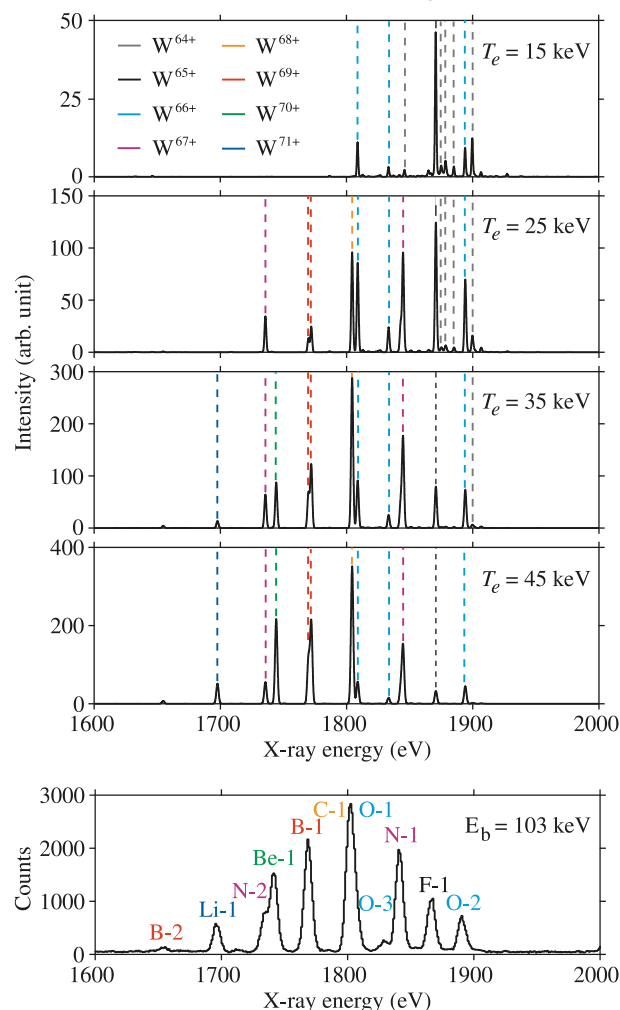 50
25
0
W64+ W68+
W65+ W69+
W66+ W70+
W67+ W71+
Te = 15 keV
150
100
50
0
Te = 25 keV
Intensity (arb. unit)
300
200
100
0
Te = 35 keV
400
200
0
Te = 45 keV
1600 1700 1800 1900 2000
X-ray energy (eV)
3000
2000
1000
0
Counts
C-1 O-1
Eb = 103 keV
B-1
N-1
Be-1
N-2
O-3 F-1 O-2
Li-1
B-2
1600 1700 1800 1900 2000
X-ray energy (eV)